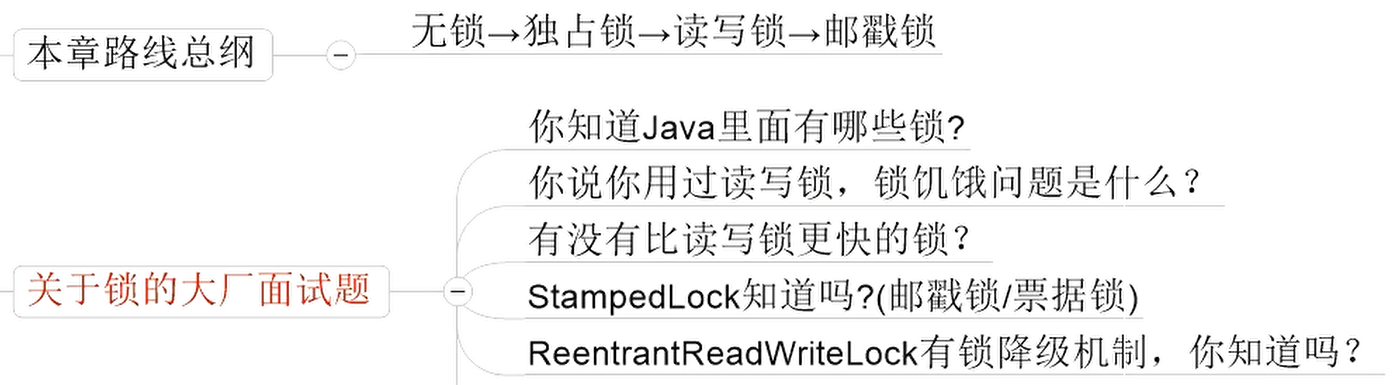 本章路线总纲
无锁→独占锁→读写锁→邮戳锁
关于锁的大厂面试题
你知道Java里面有哪些锁?
你说你用过读写锁，锁饥饿问题是什么？
有没有比读写锁更快的锁？
StampedLock知道吗?(邮戳锁/票据锁)
ReentrantReadWriteLock有锁降级机制，你知道吗？